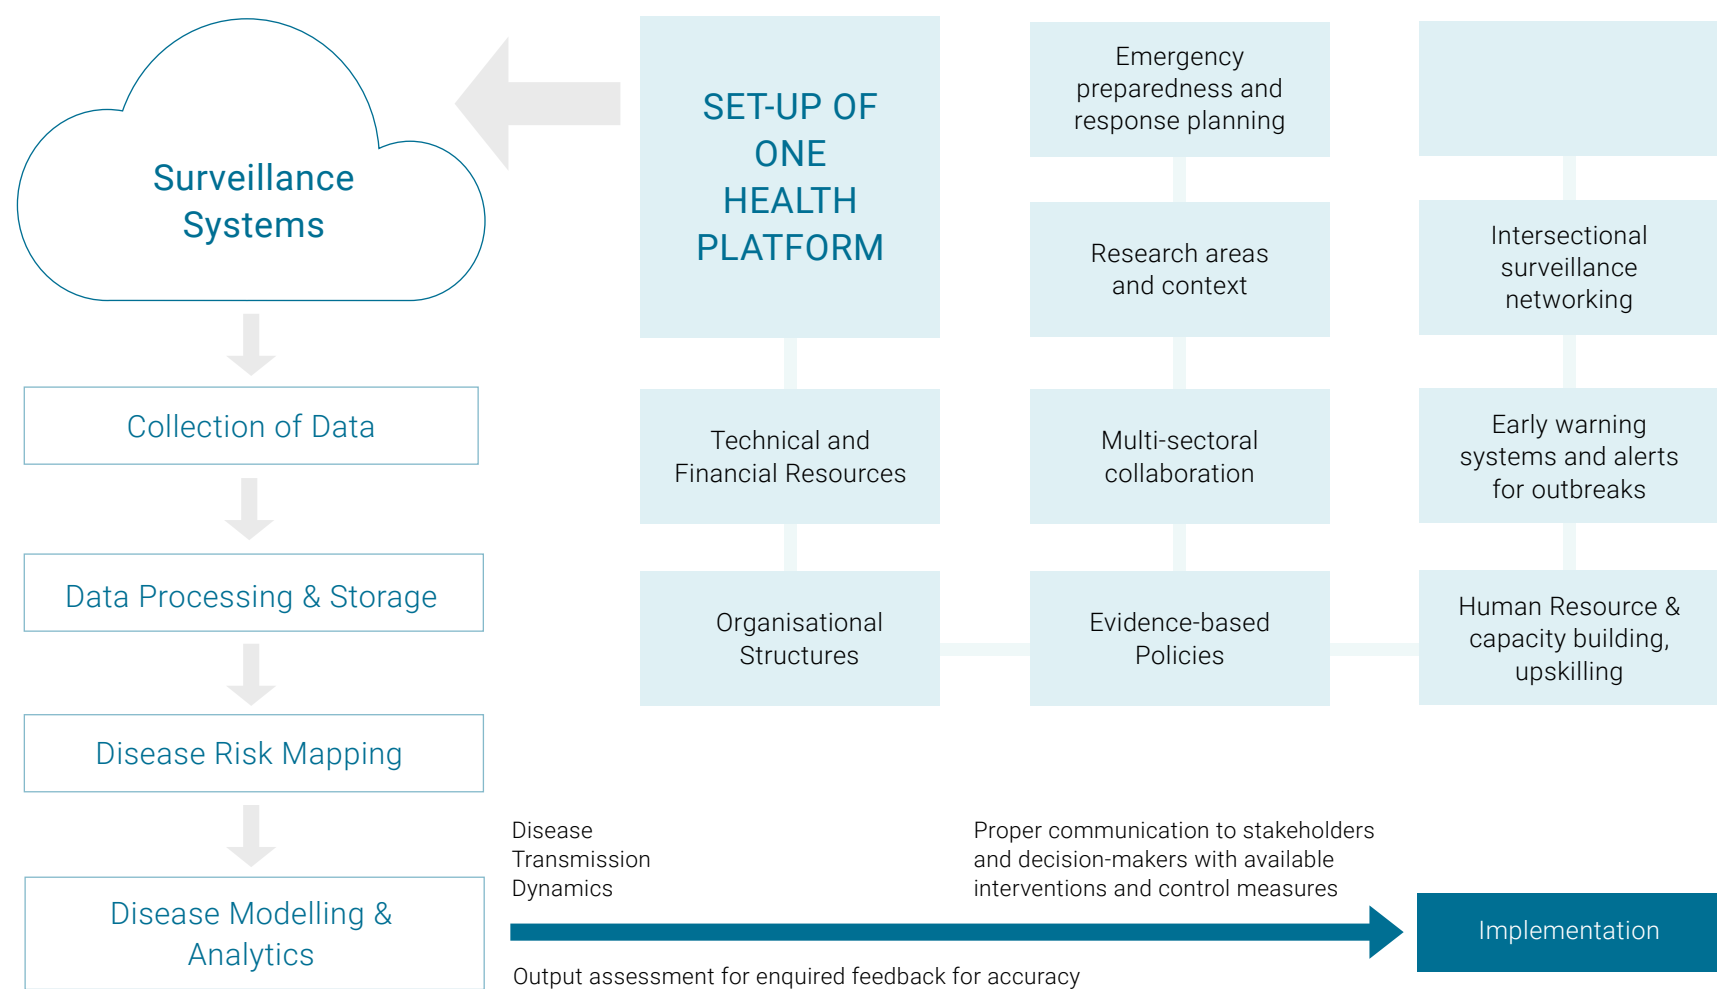 Surveillance
Systems
Collection of Data
Data Processing & Storage
Disease Risk Mapping
Disease Modelling &
Analytics
SET-UP OF
ONE
HEALTH
PLATFORM
Technical and
Financial Resources
Organisational
Structures
Emergency
preparedness and
response planning
Research areas
and context
Multi-sectoral
collaboration
Evidence-based
Policies
Intersectional
surveillance
networking
Early warning
systems and alerts
for outbreaks
Human Resource &
capacity building,
upskilling
Disease
Transmission
Dynamics
Proper communication to stakeholders
and decision-makers with available
interventions and control measures
Output assessment for enquired feedback for accuracy
Implementation